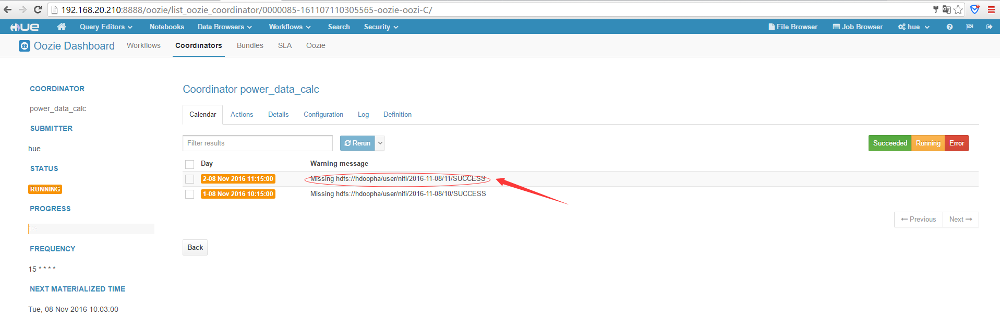 192.168.20.210:8888/oozie/list_oozie_coordinator/0000085-161107110305565-oozie-oozi-C/
HUE Query Editors Notebooks Data Browsers Workflows Search Security File Browser Job Browser hue
Oozie Dashboard Workflows Coordinators Bundles SLA Oozie
COORDINATOR
power_data_calc
SUBMITTER
hue
STATUS
RUNNING
PROGRESS
FREQUENCY
15 * * * *
NEXT MATERIALIZED TIME
Tue, 08 Nov 2016 10:03:00
Coordinator power_data_calc
Calendar Actions Details Configuration Log Definition
Filter results Rerun Succeeded Running Error
Day Warning message
2-08 Nov 2016 11:15:00 Missing hdfs://hdoopha/user/nifi/2016-11-08/11/SUCCESS
1-08 Nov 2016 10:15:00 Missing hdfs://hdoopha/user/nifi/2016-11-08/10/SUCCESS
← Previous Next →
Back